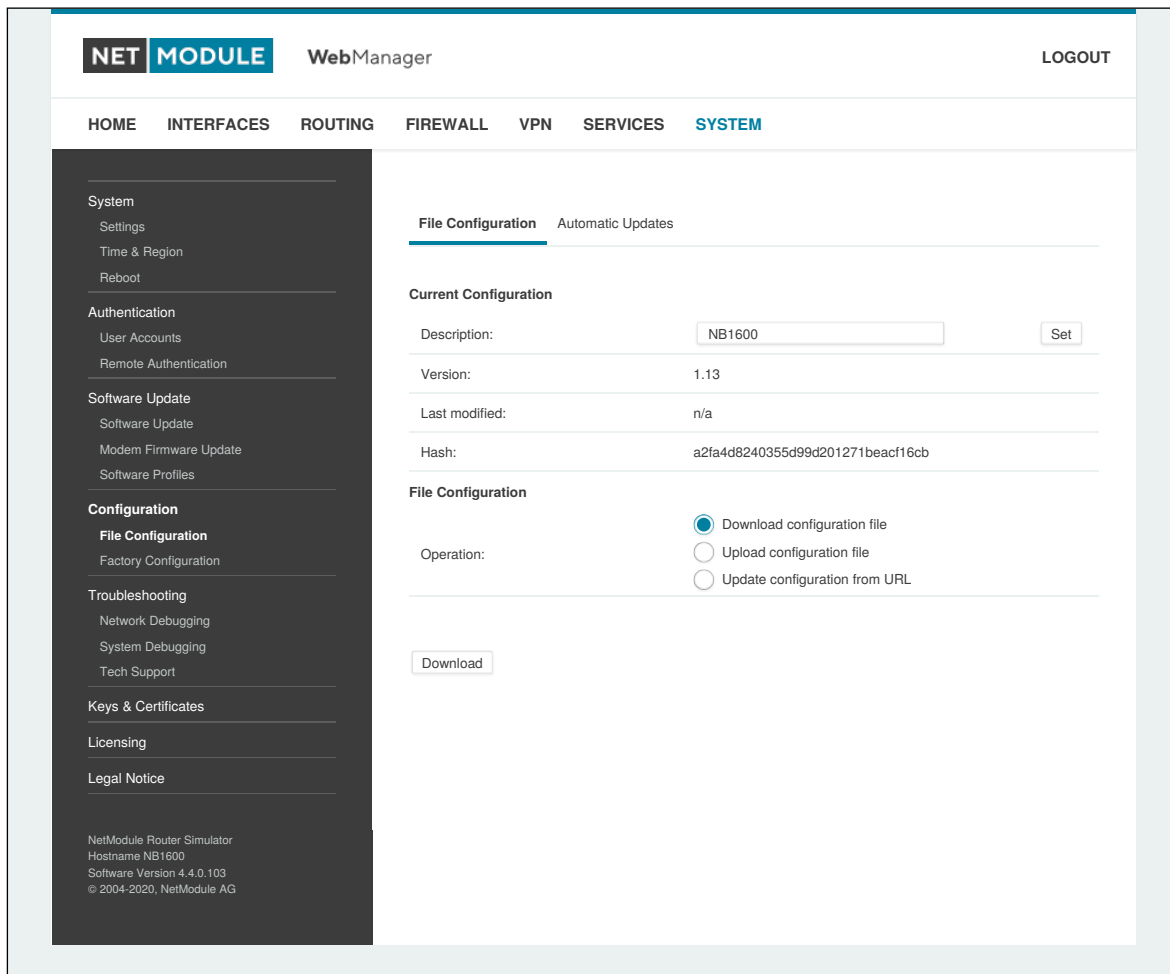 NET MODULE WebManager LOGOUT
HOME INTERFACES ROUTING FIREWALL VPN SERVICES SYSTEM
System
Settings
Time & Region
Reboot
Authentication
User Accounts
Remote Authentication
Software Update
Software Update
Modem Firmware Update
Software Profiles
Configuration
File Configuration
Factory Configuration
Troubleshooting
Network Debugging
System Debugging
Tech Support
Keys & Certificates
Licensing
Legal Notice
NetModule Router Simulator
Hostname NB1600
Software Version 4.4.0.103
© 2004-2020, NetModule AG
File Configuration Automatic Updates
Current Configuration
Description: NB1600 Set
Version: 1.13
Last modified: n/a
Hash: a2fa4d8240355d99d201271beacf16cb
File Configuration
Operation:
Download configuration file
Upload configuration file
Update configuration from URL
Download